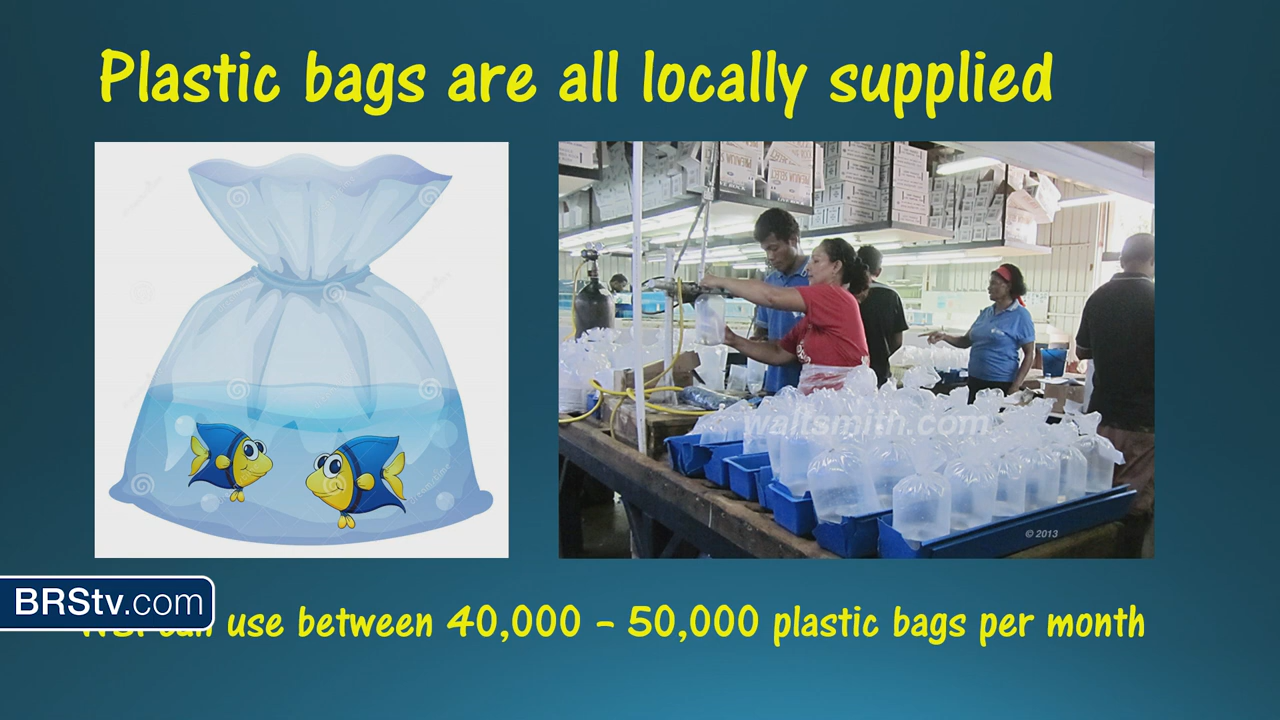 Plastic bags are all locally supplied
waltsmith.com
© 2013
BRStv.com
can use between 40,000 – 50,000 plastic bags per month